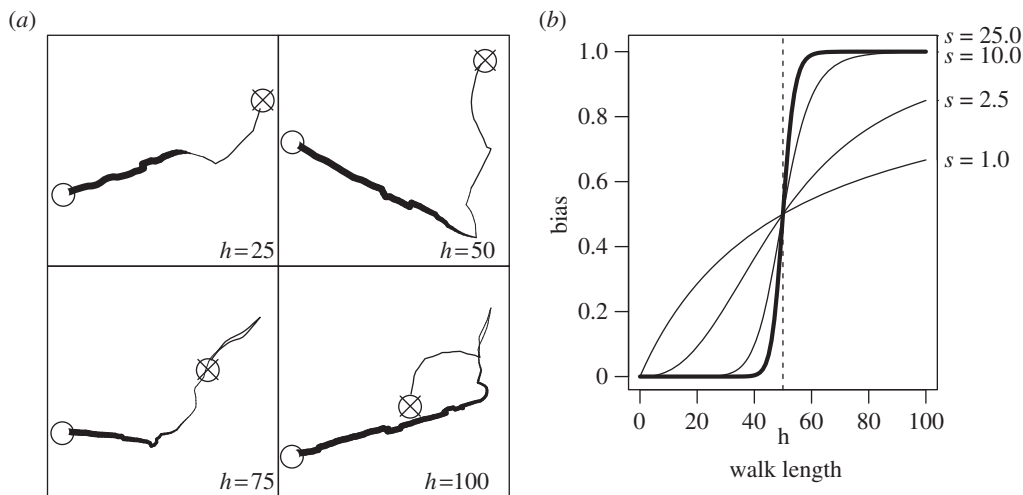 (a)
h=25
h=50
h=75
h=100
(b)
s = 25.0
s = 10.0
s = 2.5
s = 1.0
1.0
0.8
0.6
0.4
0.2
0
bias
0 20 40 60 80 100
h
walk length